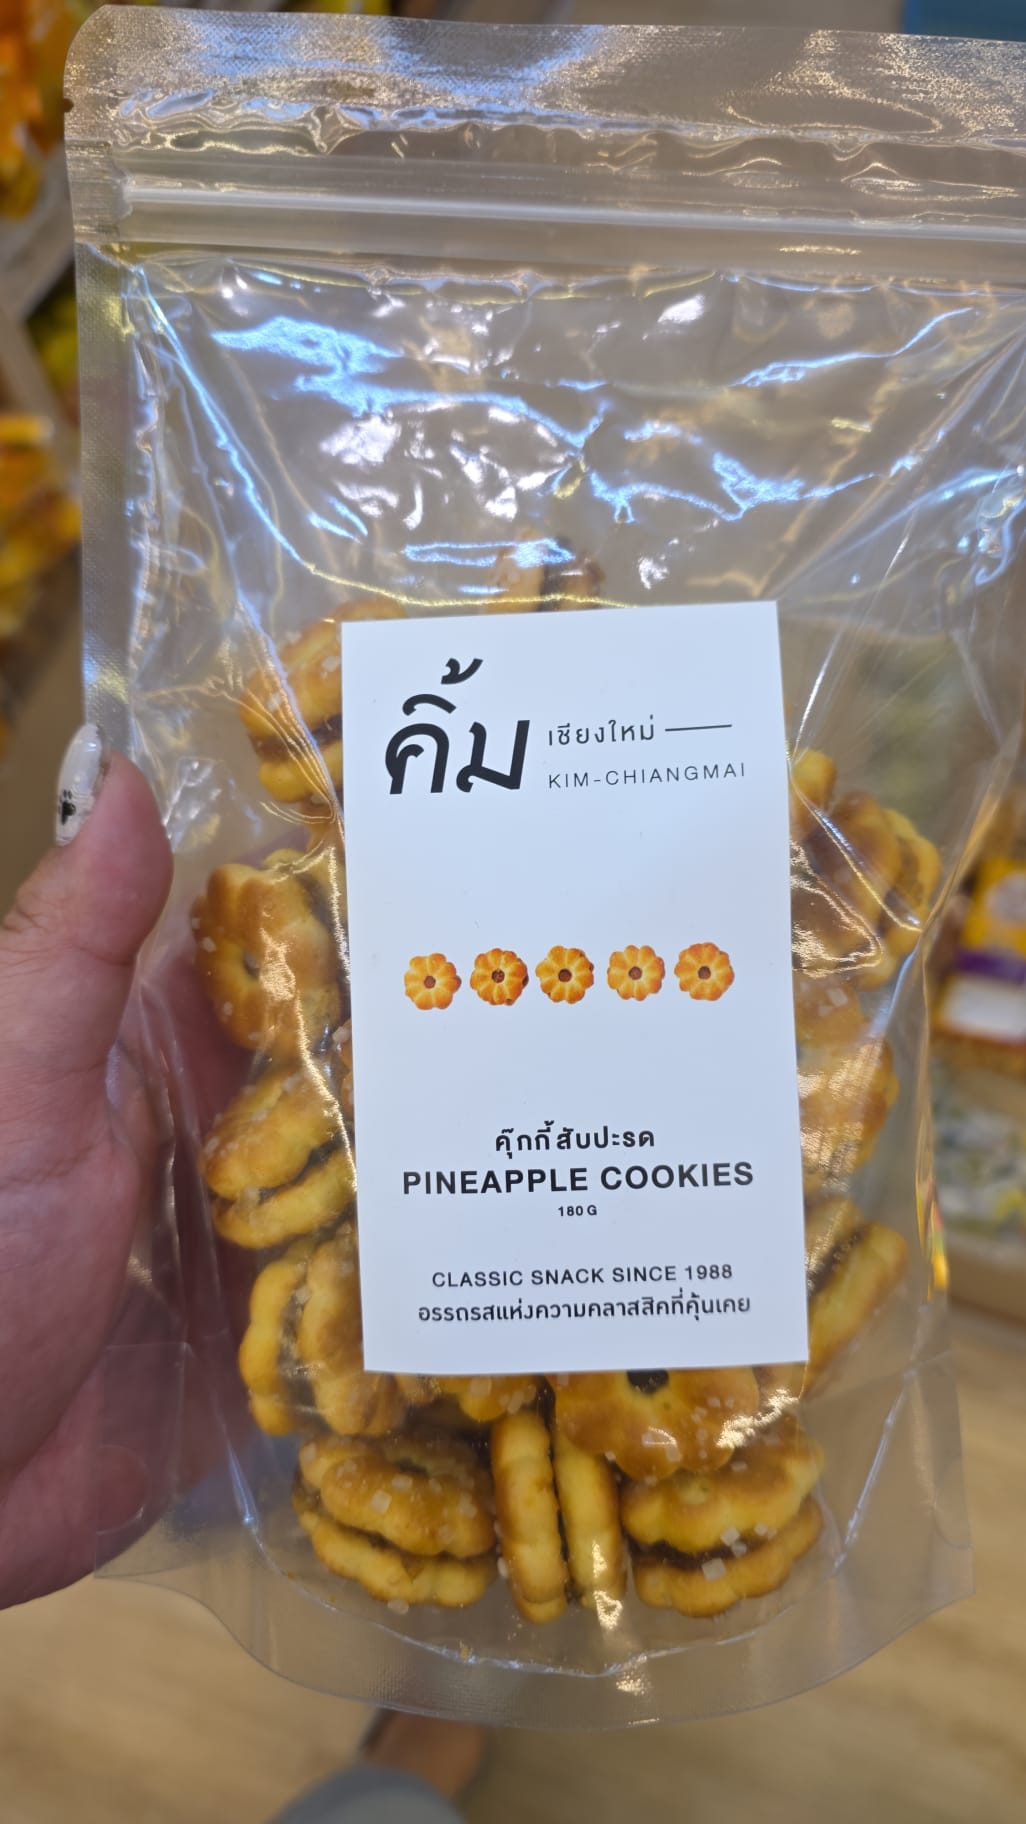 คิ้ม
เชียงใหม่
KIM-CHIANGMAI
คุ๊กกี้สับปะรด
PINEAPPLE COOKIES
180G
CLASSIC SNACK SINCE 1988
อรรถรสแห่งความคลาสสิคที่คุ้นเคย